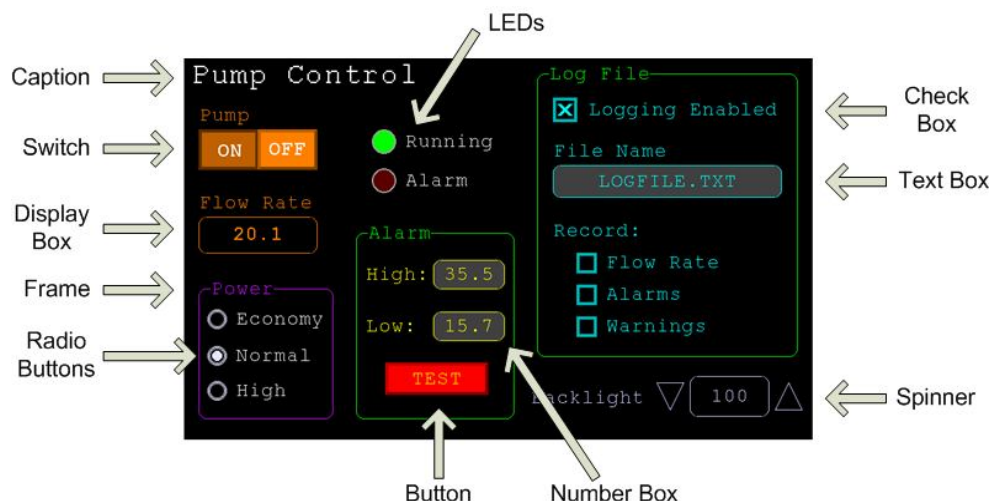 LEDs
Caption
Pump Control
Log File
Logging Enabled
Check
Box
Switch
Pump
ON OFF
Running
Alarm
File Name
LOGFILE.TXT
Text Box
Display
Box
Flow Rate
20.1
Alarm
High: 35.5
Low: 15.7
TEST
Record:
Flow Rate
Alarms
Warnings
Frame
Power
Economy
Normal
High
Radio
Buttons
Backlight 100
Spinner
Button
Number Box